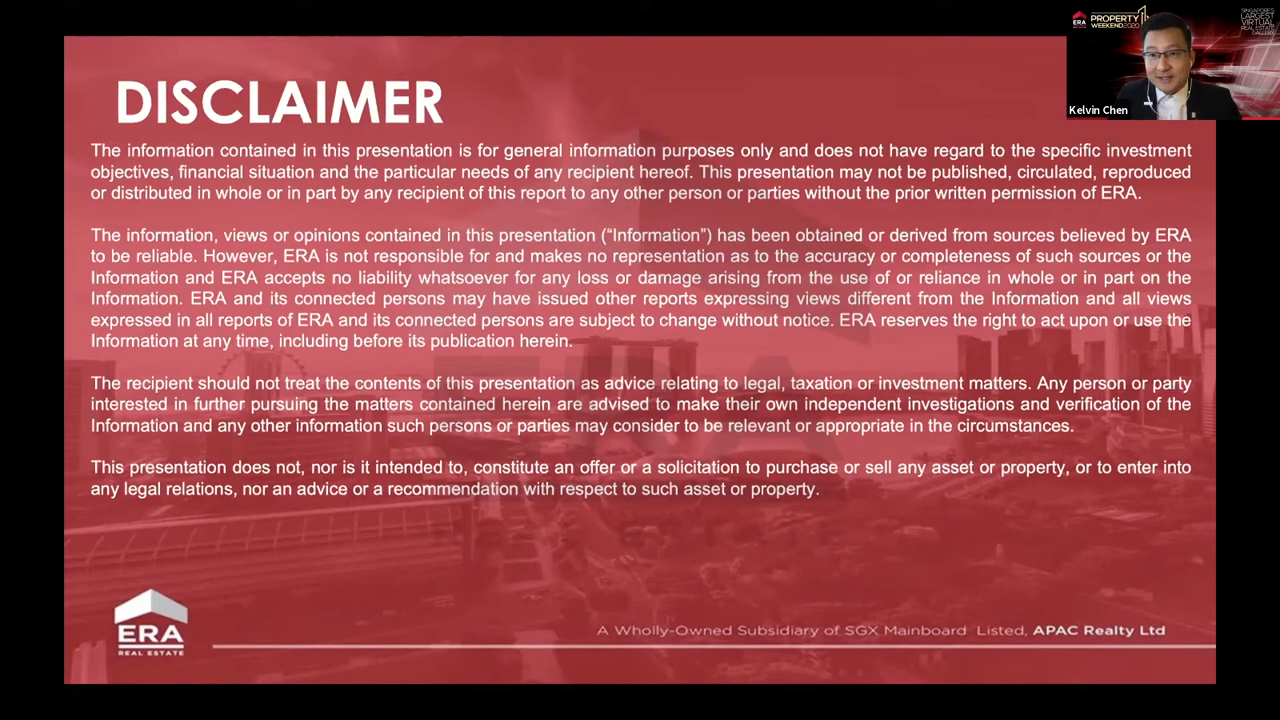 ERA
REAL ESTATE
PROPERTY
WEEKEND2020
SINGAPORE'S
LARGEST
VIRTUAL
REAL ESTATE
GALLERY
Kelvin Chen
DISCLAIMER
The information contained in this presentation is for general information purposes only and does not have regard to the specific investment
objectives, financial situation and the particular needs of any recipient hereof. This presentation may not be published, circulated, reproduced
or distributed in whole or in part by any recipient of this report to any other person or parties without the prior written permission of ERA.
The information, views or opinions contained in this presentation (“Information”) has been obtained or derived from sources believed by ERA
to be reliable. However, ERA is not responsible for and makes no representation as to the accuracy or completeness of such sources or the
Information and ERA accepts no liability whatsoever for any loss or damage arising from the use of or reliance in whole or in part on the
Information. ERA and its connected persons may have issued other reports expressing views different from the Information and all views
expressed in all reports of ERA and its connected persons are subject to change without notice. ERA reserves the right to act upon or use the
Information at any time, including before its publication herein.
The recipient should not treat the contents of this presentation as advice relating to legal, taxation or investment matters. Any person or party
interested in further pursuing the matters contained herein are advised to make their own independent investigations and verification of the
Information and any other information such persons or parties may consider to be relevant or appropriate in the circumstances.
This presentation does not, nor is it intended to, constitute an offer or a solicitation to purchase or sell any asset or property, or to enter into
any legal relations, nor an advice or a recommendation with respect to such asset or property.
ERA
REAL ESTATE
A Wholly-Owned Subsidiary of SGX Mainboard Listed, APAC Realty Ltd